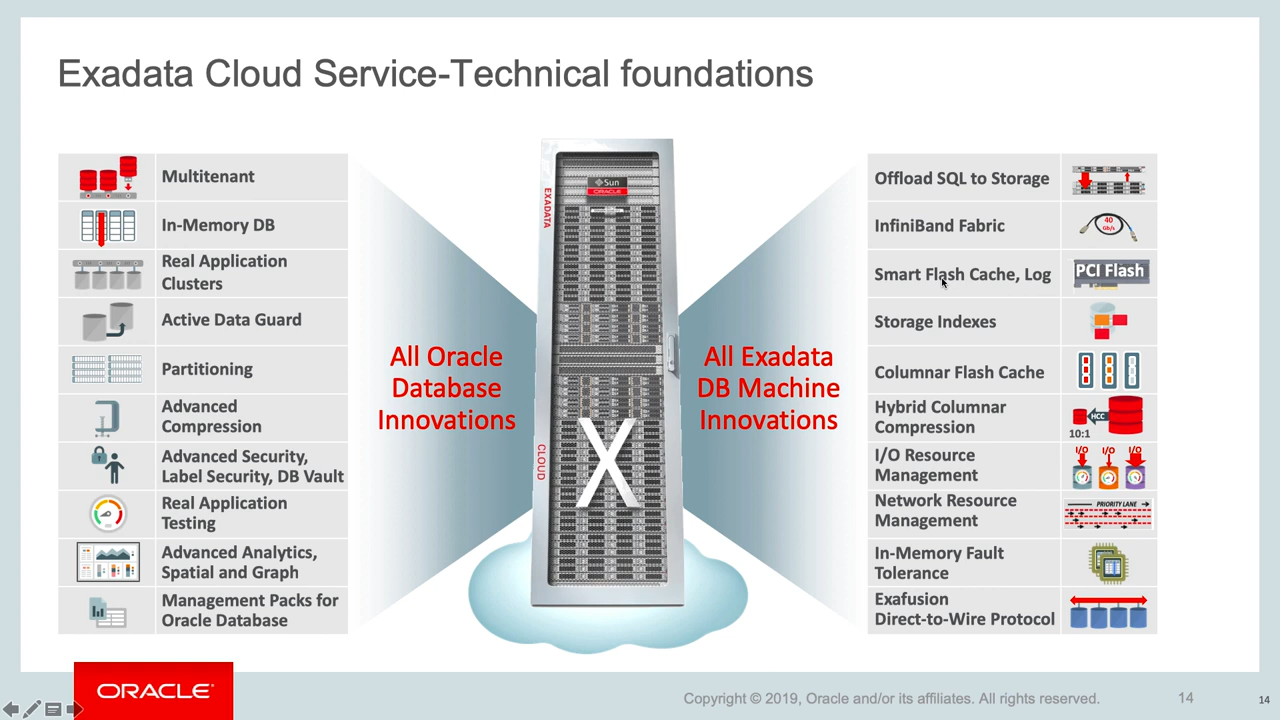 Exadata Cloud Service-Technical foundations
Multitenant
In-Memory DB
Real Application
Clusters
Active Data Guard
Partitioning
Advanced
Compression
Advanced Security,
Label Security, DB Vault
Real Application
Testing
Advanced Analytics,
Spatial and Graph
Management Packs for
Oracle Database
All Oracle
Database
Innovations
EXADATA
Sun
ORACLE
CLOUD
X
All Exadata
DB Machine
Innovations
Offload SQL to Storage
InfiniBand Fabric
40
Gb/s
Smart Flash Cache, Log
PCI Flash
Storage Indexes
Columnar Flash Cache
Hybrid Columnar
Compression
HCC
10:1
I/O Resource
Management
I/O
I/O
I/O
Network Resource
Management
PRIORITY LANE
In-Memory Fault
Tolerance
Exafusion
Direct-to-Wire Protocol
ORACLE®
Copyright © 2019, Oracle and/or its affiliates. All rights reserved.
14
14